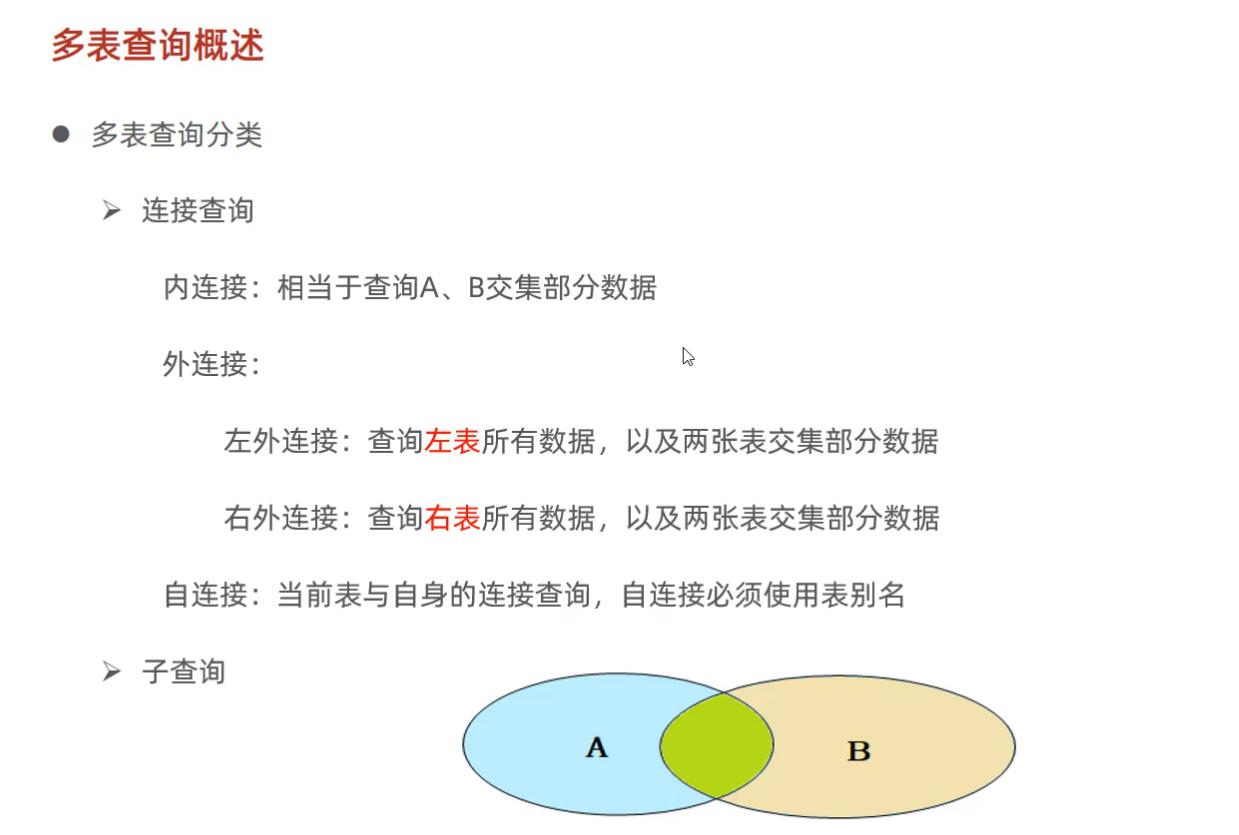 多表查询概述
多表查询分类
连接查询
内连接：相当于查询A、B交集部分数据
外连接：
左外连接：查询左表所有数据，以及两张表交集部分数据
右外连接：查询右表所有数据，以及两张表交集部分数据
自连接：当前表与自身的连接查询，自连接必须使用表别名
子查询
A
B